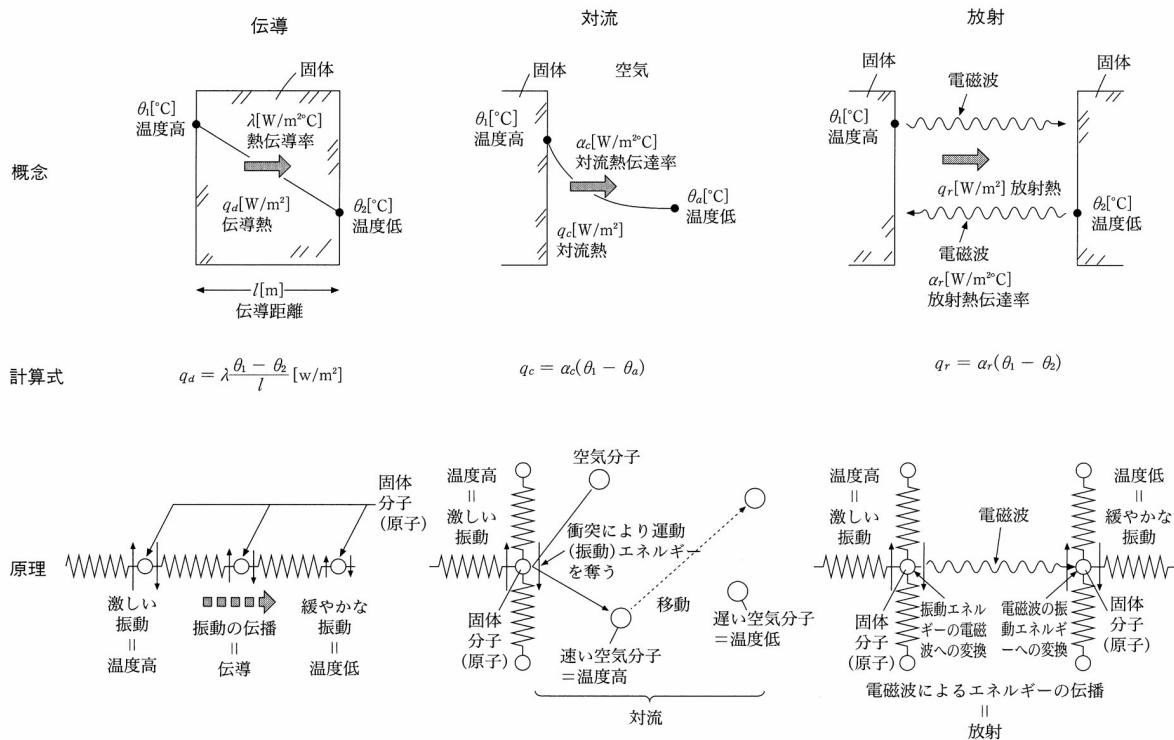 伝導
対流
放射
概念
固体
θ₁[℃]
温度高
λ[W/m²℃]
熱伝導率
q_d[W/m²]
伝導熱
θ₂[℃]
温度低
l[m]
伝導距離
固体
空気
θ₁[℃]
温度高
α_c[W/m²℃]
対流熱伝達率
θ_a[℃]
温度低
q_c[W/m²]
対流熱
固体
電磁波
固体
θ₁[℃]
温度高
q_r[W/m²] 放射熱
θ₂[℃]
温度低
電磁波
α_r[W/m²℃]
放射熱伝達率
計算式
q_d = λ (θ₁ − θ₂)/l [w/m²]
q_c = α_c(θ₁ − θ_a)
q_r = α_r(θ₁ − θ₂)
原理
固体
分子
(原子)
激しい
振動
||
温度高
振動の伝播
||
伝導
緩やかな
振動
||
温度低
温度高
||
激しい
振動
空気分子
衝突により運動
(振動)エネルギー
を奪う
移動
固体
分子
(原子)
速い空気分子
=温度高
遅い空気分子
=温度低
対流
温度高
||
激しい
振動
電磁波
温度低
||
緩やかな
振動
固体
分子
(原子)
振動エネル
ギーの電磁
波への変換
電磁波の振
動エネルギ
ーへの変換
固体
分子
(原子)
電磁波によるエネルギーの伝播
||
放射